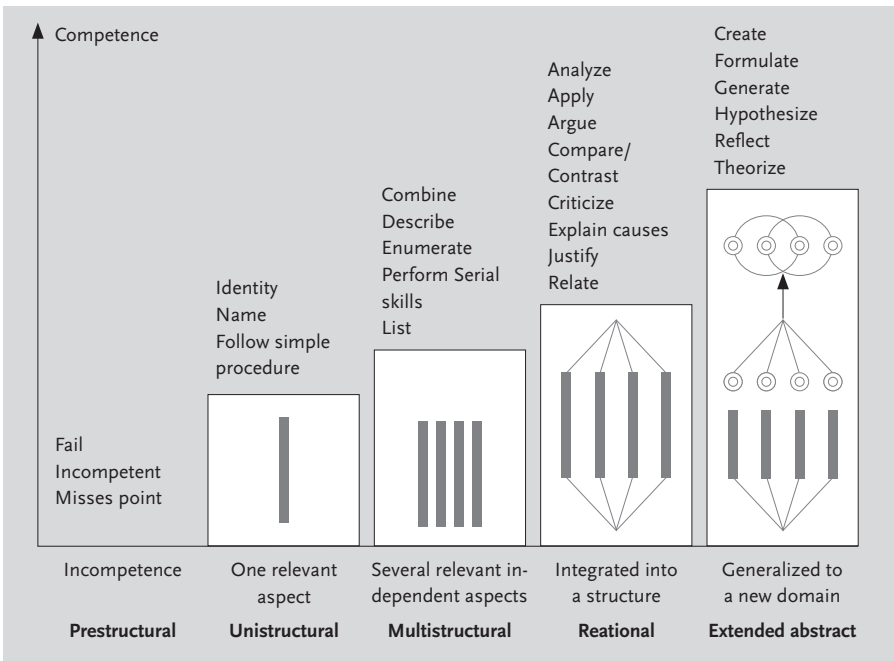 Competence
Fail
Incompetent
Misses point
Identity
Name
Follow simple
procedure
Combine
Describe
Enumerate
Perform Serial
skills
List
Analyze
Apply
Argue
Compare/
Contrast
Criticize
Explain causes
Justify
Relate
Create
Formulate
Generate
Hypothesize
Reflect
Theorize
Incompetence
One relevant
aspect
Several relevant in-
dependent aspects
Integrated into
a structure
Generalized to
a new domain
Prestructural
Unistructural
Multistructural
Reational
Extended abstract